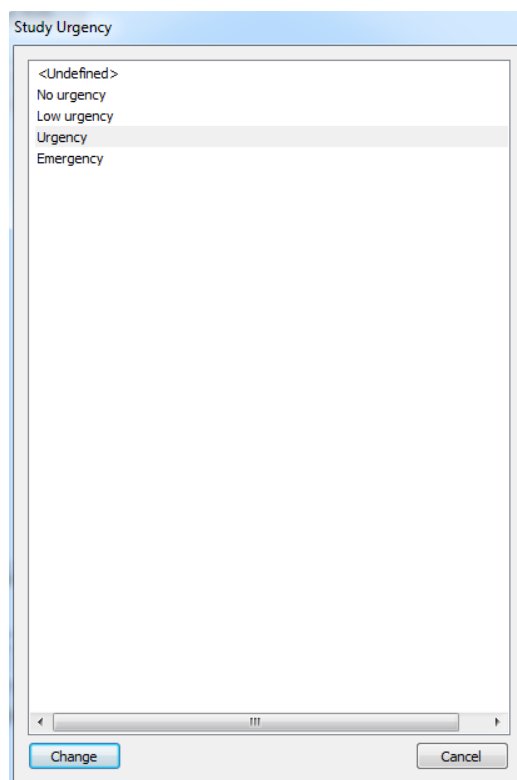 Study Urgency
<Undefined>
No urgency
Low urgency
Urgency
Emergency
Change
Cancel